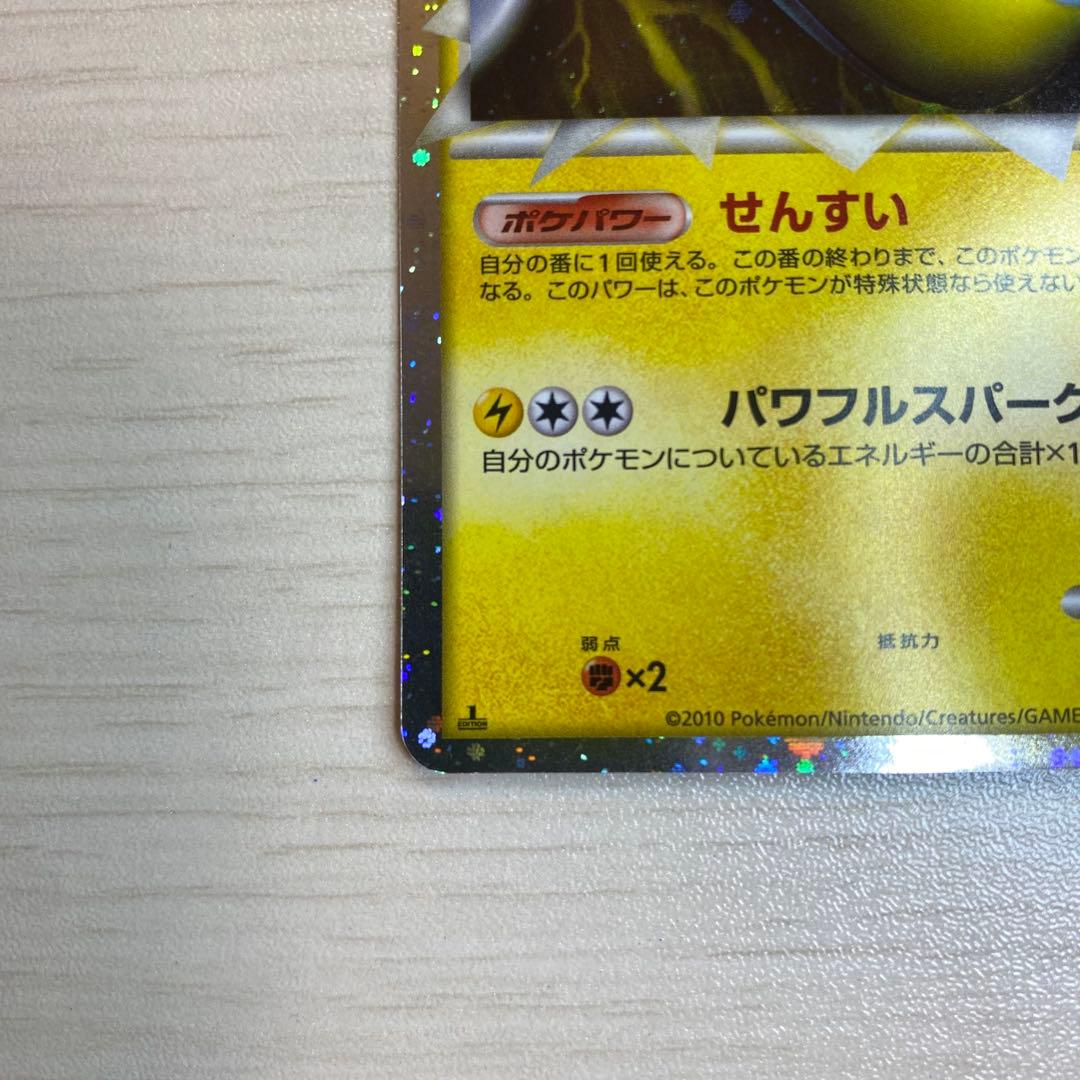 ポケパワー せんすい
自分の番に1回使える。この番の終わりまで、このポケモン
なる。このパワーは、このポケモンが特殊状態なら使えない
パワフルスパーク
自分のポケモンについているエネルギーの合計×1
弱点 抵抗力
×2
1 EDITION
©2010 Pokémon/Nintendo/Creatures/GAME